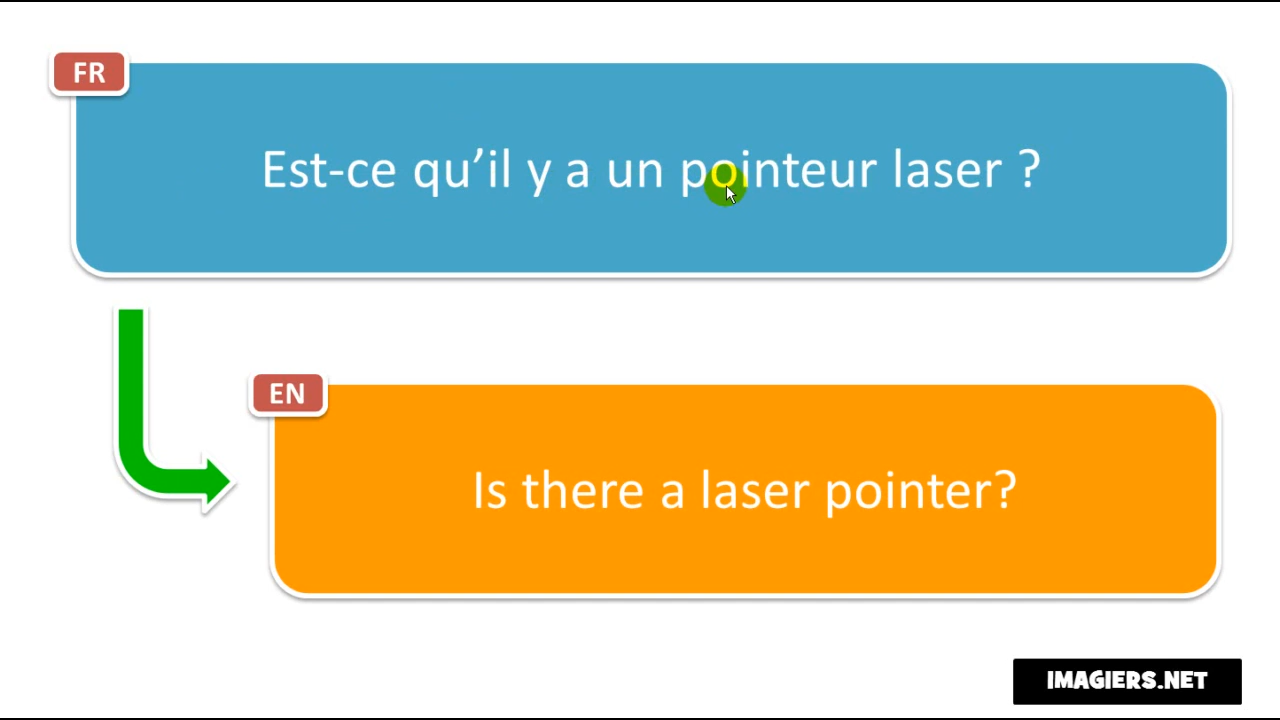 FR
Est-ce qu’il y a un pointeur laser ?
EN
Is there a laser pointer?
IMAGIERS.NET